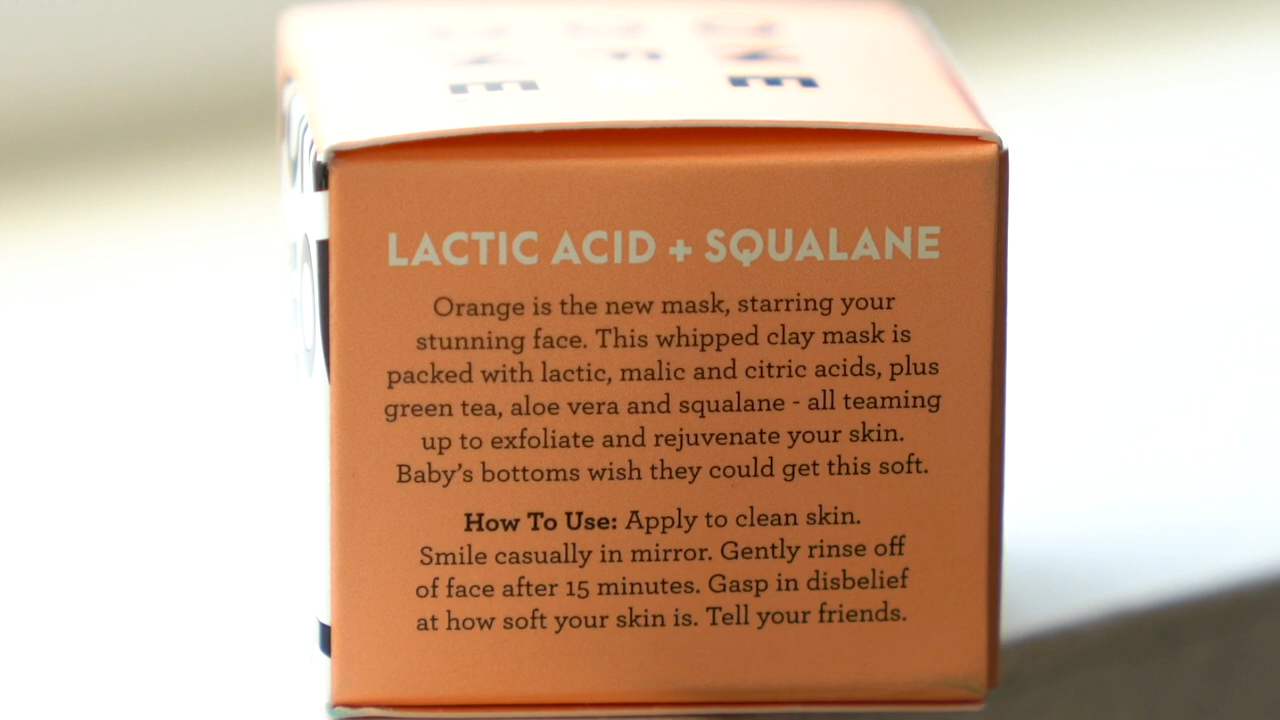 LACTIC ACID + SQUALANE
Orange is the new mask, starring your
stunning face. This whipped clay mask is
packed with lactic, malic and citric acids, plus
green tea, aloe vera and squalane - all teaming
up to exfoliate and rejuvenate your skin.
Baby's bottoms wish they could get this soft.
How To Use: Apply to clean skin.
Smile casually in mirror. Gently rinse off
of face after 15 minutes. Gasp in disbelief
at how soft your skin is. Tell your friends.